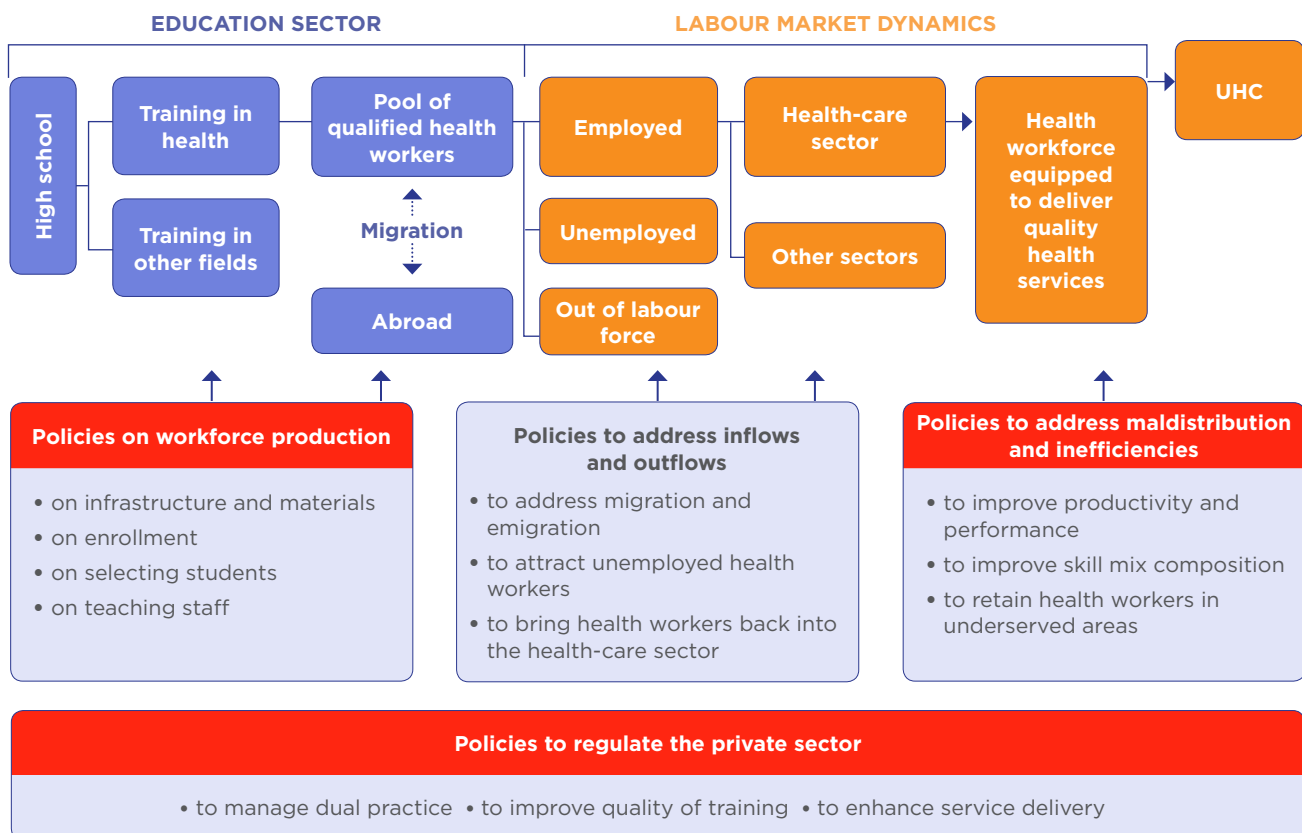 EDUCATION SECTOR
LABOUR MARKET DYNAMICS
High school
Training in
health
Training in
other fields
Pool of
qualified health
workers
Migration
Abroad
Employed
Unemployed
Out of labour
force
Health-care
sector
Other sectors
Health
workforce
equipped
to deliver
quality
health
services
UHC
Policies on workforce production
• on infrastructure and materials
• on enrollment
• on selecting students
• on teaching staff
Policies to address inflows
and outflows
• to address migration and
emigration
• to attract unemployed health
workers
• to bring health workers back into
the health-care sector
Policies to address maldistribution
and inefficiencies
• to improve productivity and
performance
• to improve skill mix composition
• to retain health workers in
underserved areas
Policies to regulate the private sector
• to manage dual practice • to improve quality of training • to enhance service delivery